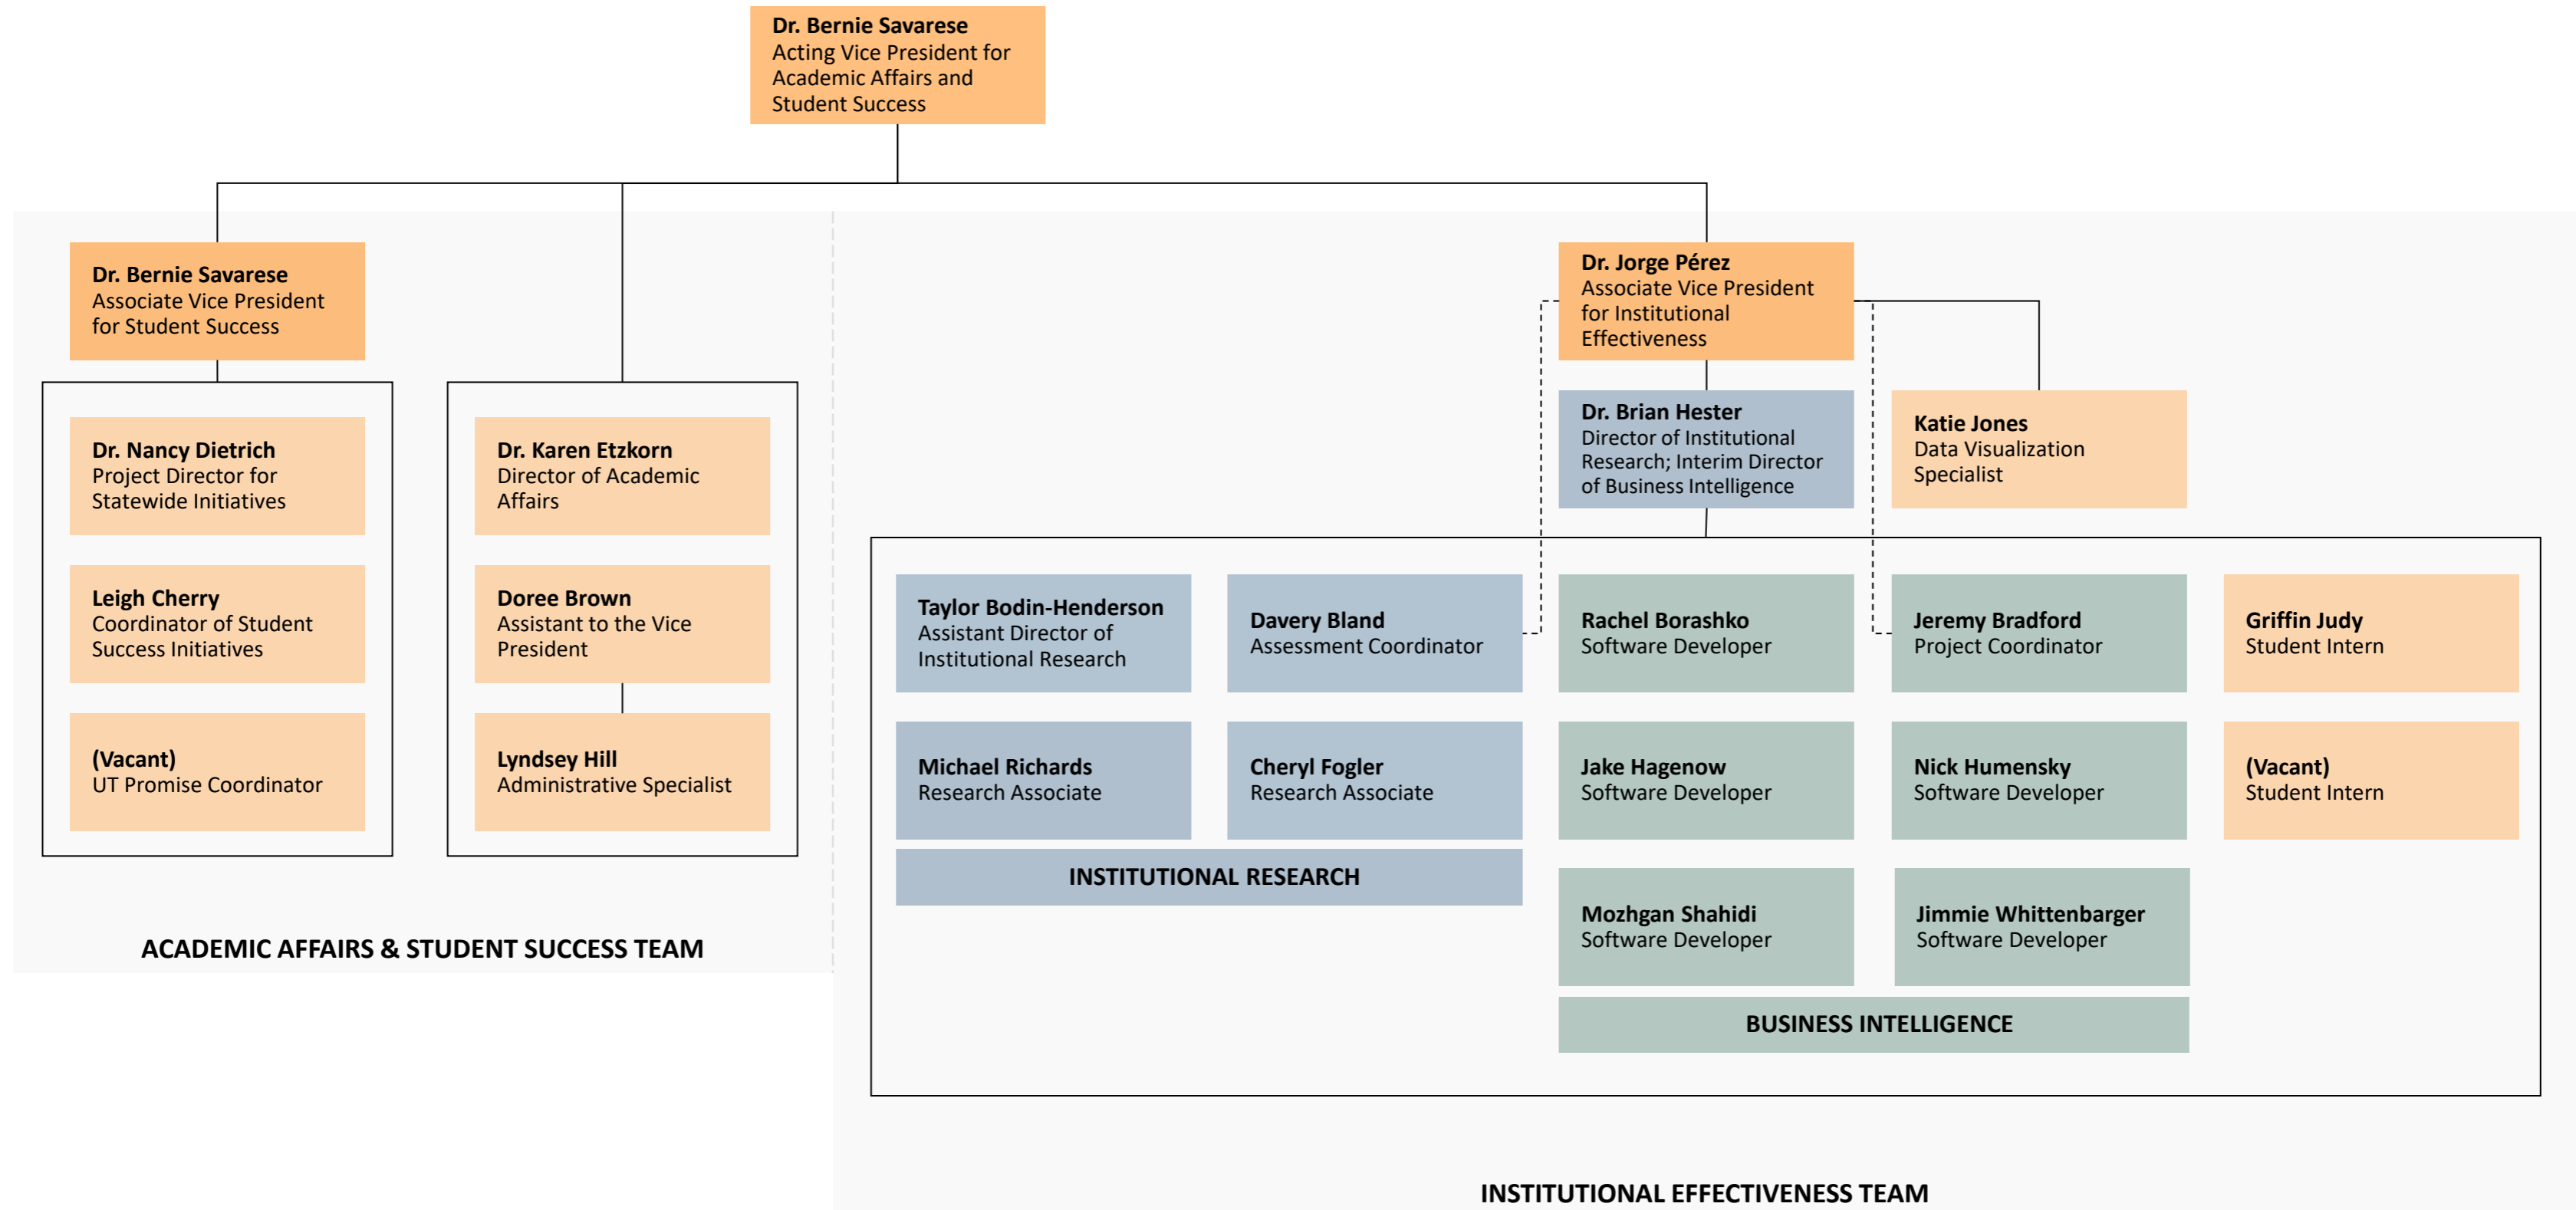 Dr. Bernie Savarese
Acting Vice President for
Academic Affairs and
Student Success
Dr. Bernie Savarese
Associate Vice President
for Student Success
Dr. Nancy Dietrich
Project Director for
Statewide Initiatives
Leigh Cherry
Coordinator of Student
Success Initiatives
(Vacant)
UT Promise Coordinator
Dr. Karen Etzkorn
Director of Academic
Affairs
Doree Brown
Assistant to the Vice
President
Lyndsey Hill
Administrative Specialist
ACADEMIC AFFAIRS & STUDENT SUCCESS TEAM
Dr. Jorge Pérez
Associate Vice President
for Institutional
Effectiveness
Dr. Brian Hester
Director of Institutional
Research; Interim Director
of Business Intelligence
Katie Jones
Data Visualization
Specialist
Taylor Bodin-Henderson
Assistant Director of
Institutional Research
Davery Bland
Assessment Coordinator
Rachel Borashko
Software Developer
Jeremy Bradford
Project Coordinator
Griffin Judy
Student Intern
Michael Richards
Research Associate
Cheryl Fogler
Research Associate
Jake Hagenow
Software Developer
Nick Humensky
Software Developer
(Vacant)
Student Intern
INSTITUTIONAL RESEARCH
Mozhgan Shahidi
Software Developer
Jimmie Whittenbarger
Software Developer
BUSINESS INTELLIGENCE
INSTITUTIONAL EFFECTIVENESS TEAM